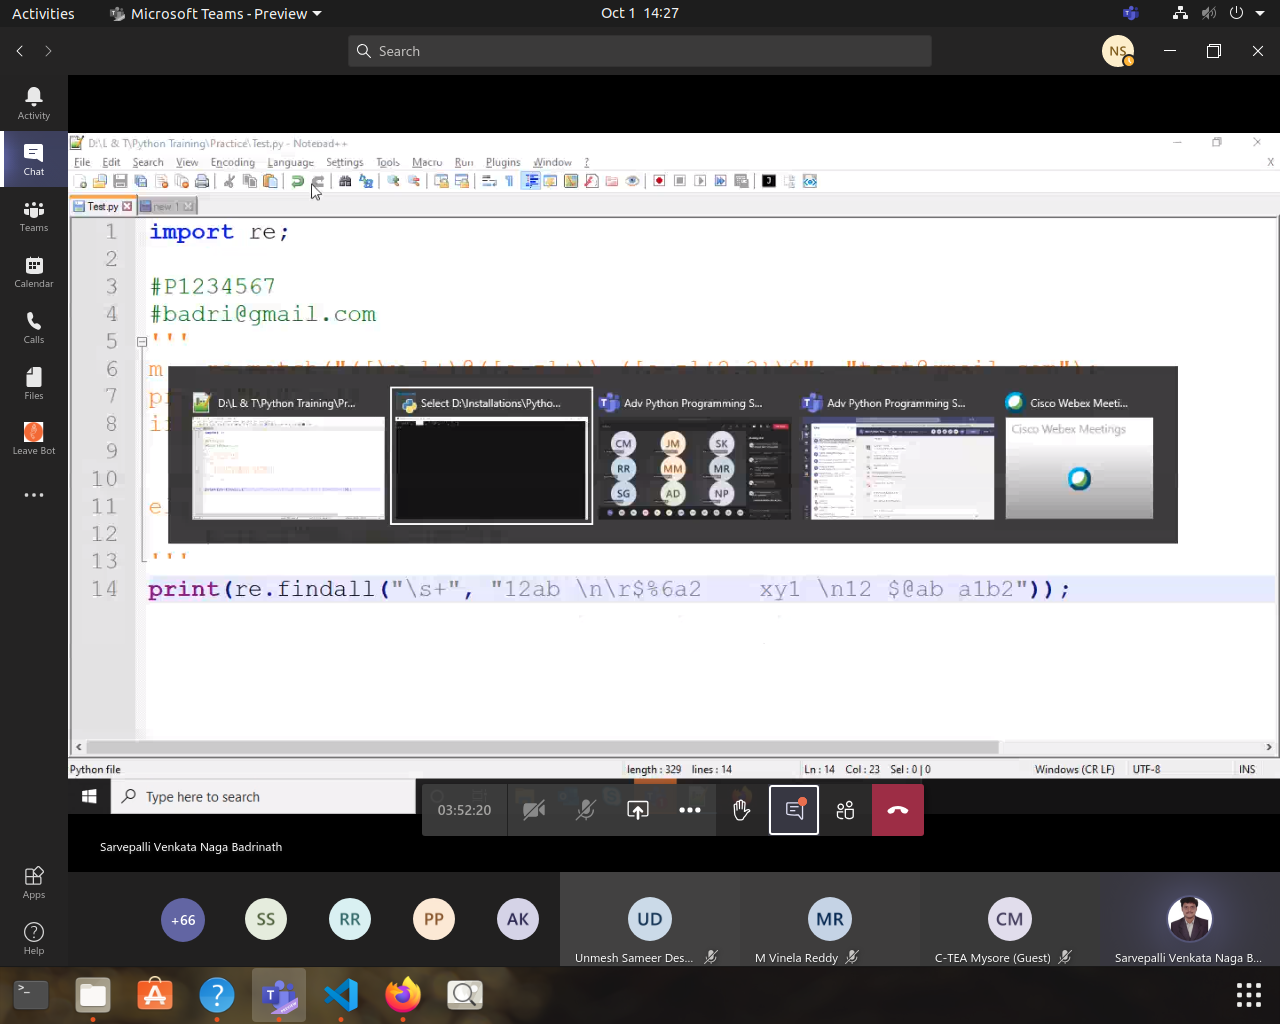 Activities
Microsoft Teams - Preview
Oct 1 14:27
Search
NS
Activity
Chat
Teams
Calendar
Calls
Files
Leave Bot
Apps
Help
D:\L & T\Python Training\Practice\Test.py - Notepad++
File Edit Search View Encoding Language Settings Tools Macro Run Plugins Window ?
X
Test.py
new 1
1 import re;
2
3 #P1234567
4 #badri@gmail.com
5 '''
6 m
7
8
9
10
11
12
13 '''
14 print(re.findall("\s+", "12ab \n\r$%6a2    xy1 \n12 $@ab a1b2"));
D:\L & T\Python Training\Pr...
Select D:\Installations\Pytho...
Adv Python Programming S...
Adv Python Programming S...
Cisco Webex Meeti...
CM JM SK
RR MM MR
SG AD NP
Cisco Webex Meetings
Python file
length : 329 lines : 14
Ln : 14 Col : 23 Sel : 0 | 0
Windows (CR LF)
UTF-8
INS
Type here to search
03:52:20
Sarvepalli Venkata Naga Badrinath
+66
SS
RR
PP
AK
UD
MR
CM
Unmesh Sameer Des...
M Vinela Reddy
C-TEA Mysore (Guest)
Sarvepalli Venkata Naga B...